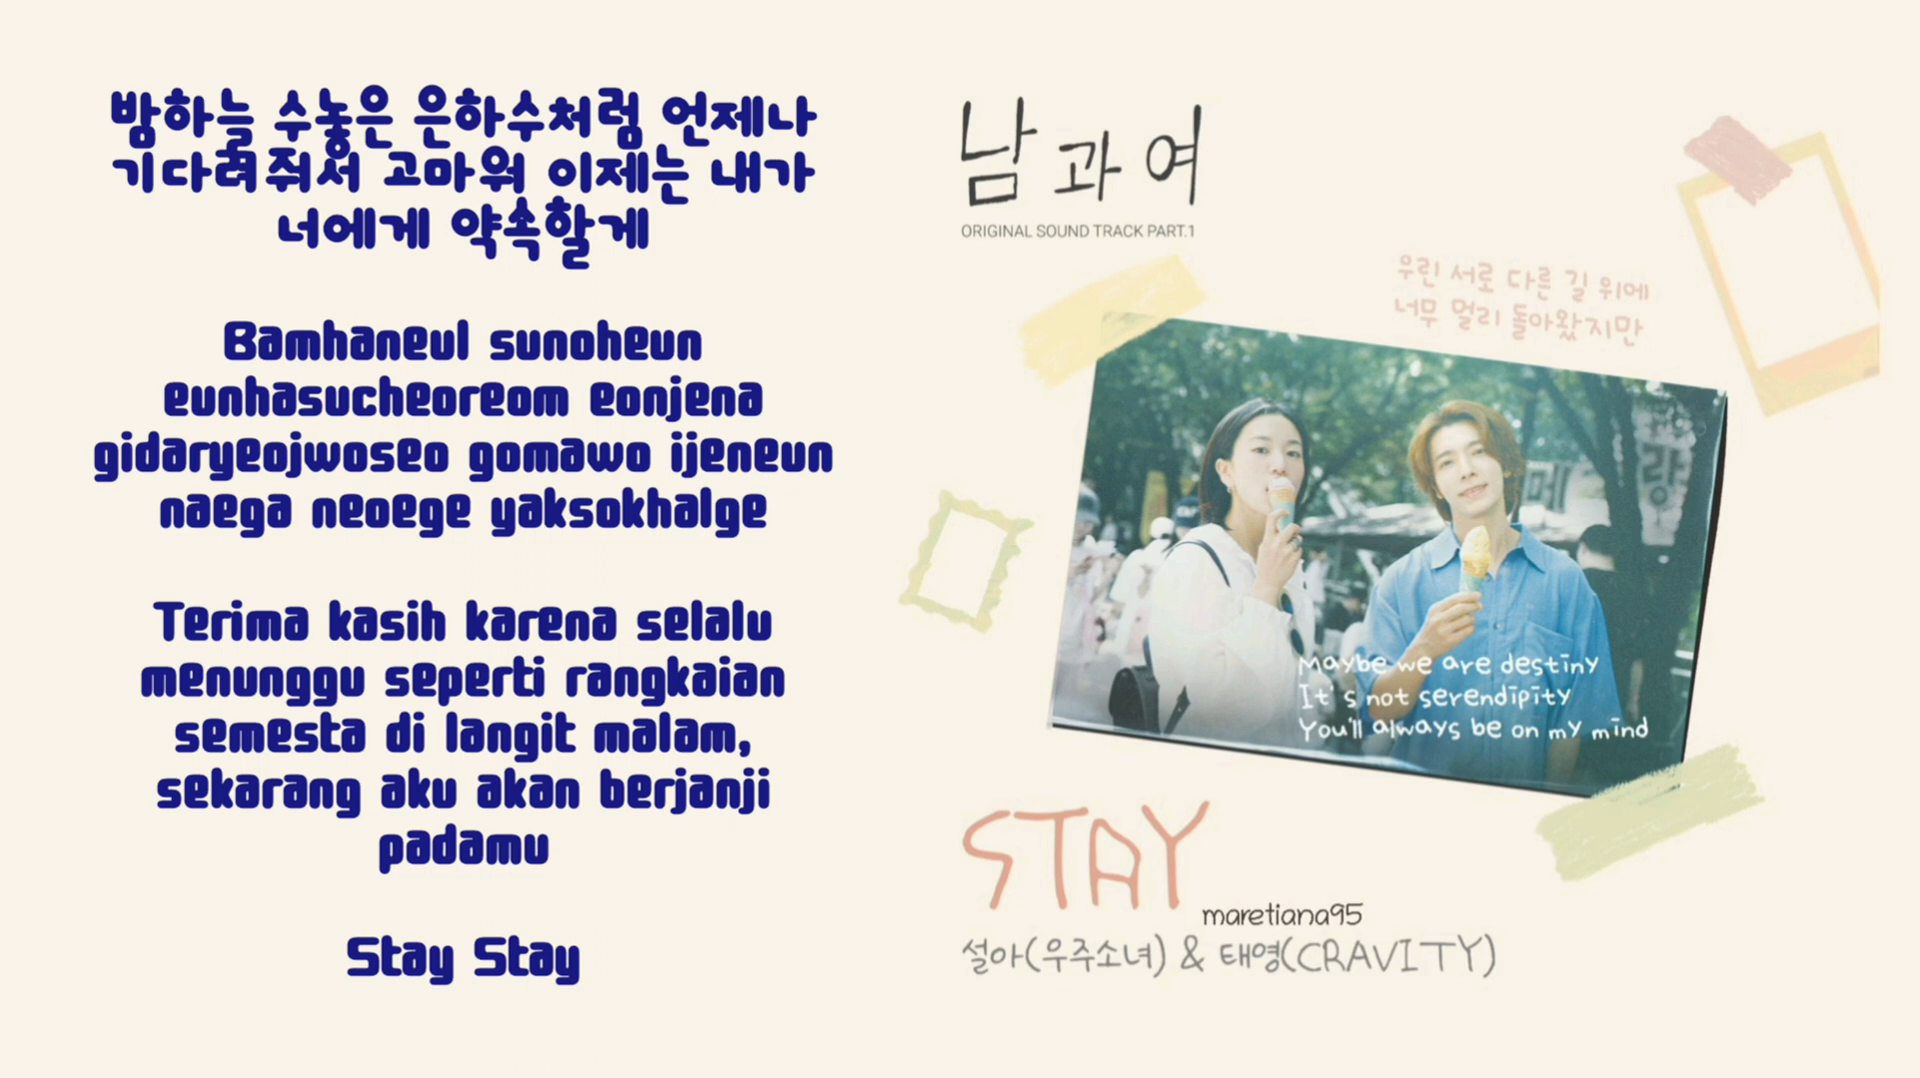 밤하늘 수놓은 은하수처럼 언제나
기다려줘서 고마워 이제는 내가
너에게 약속할게
Bamhaneul sunoheun
eunhasucheoreom eonjena
gidaryeojwoseo gomawo ijeneun
naega neoege yaksokhalge
Terima kasih karena selalu
menunggu seperti rangkaian
semesta di langit malam,
sekarang aku akan berjanji
padamu
Stay Stay
남과 여
ORIGINAL SOUND TRACK PART.1
우린 서로 다른 길 위에
너무 멀리 돌아왔지만
Maybe we are destiny
It's not serendipity
You'll always be on my mind
STAY
maretiana95
설아(우주소녀) & 태영(CRAVITY)